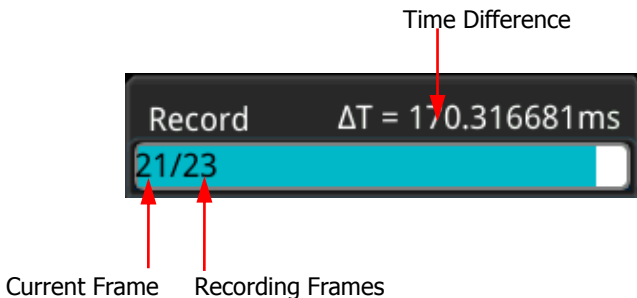 Time Difference
Record ΔT = 170.316681ms
21/23
Current Frame Recording Frames